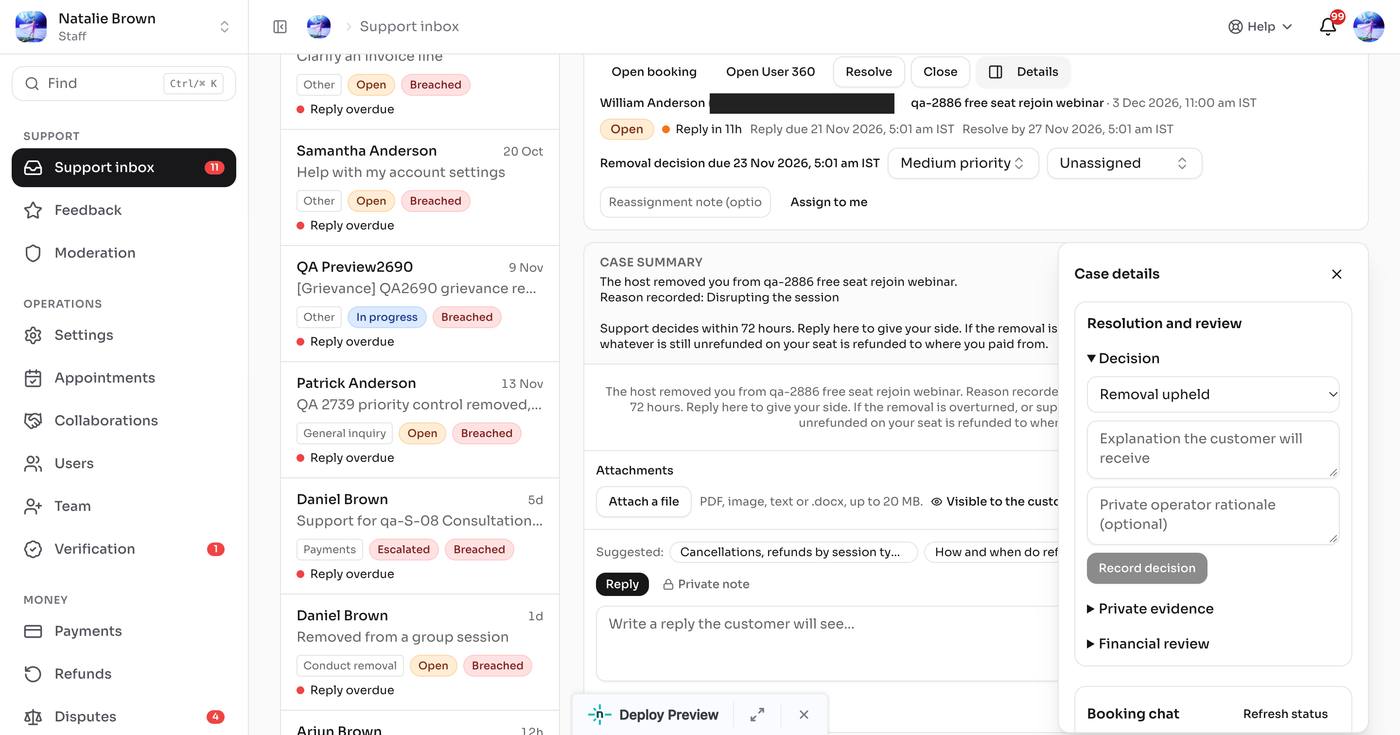 Natalie Brown
Staff
Find
Ctrl/⌘ K
SUPPORT
Support inbox 11
Feedback
Moderation
OPERATIONS
Settings
Appointments
Collaborations
Users
Team
Verification 1
MONEY
Payments
Refunds
Disputes 4
Support inbox
Help
99
Clarify an invoice line
Other Open Breached
Reply overdue
Samantha Anderson 20 Oct
Help with my account settings
Other Open Breached
Reply overdue
QA Preview2690 9 Nov
[Grievance] QA2690 grievance re...
Other In progress Breached
Reply overdue
Patrick Anderson 13 Nov
QA 2739 priority control removed,...
General inquiry Open Breached
Reply overdue
Daniel Brown 5d
Support for qa-S-08 Consultation...
Payments Escalated Breached
Reply overdue
Daniel Brown 1d
Removed from a group session
Conduct removal Open Breached
Reply overdue
Arjun Brown 12h
Open booking Open User 360 Resolve Close Details
William Anderson qa-2886 free seat rejoin webinar · 3 Dec 2026, 11:00 am IST
Open Reply in 11h Reply due 21 Nov 2026, 5:01 am IST Resolve by 27 Nov 2026, 5:01 am IST
Removal decision due 23 Nov 2026, 5:01 am IST Medium priority Unassigned
Reassignment note (optio Assign to me
CASE SUMMARY
The host removed you from qa-2886 free seat rejoin webinar.
Reason recorded: Disrupting the session
Support decides within 72 hours. Reply here to give your side. If the removal is
whatever is still unrefunded on your seat is refunded to where you paid from.
The host removed you from qa-2886 free seat rejoin webinar. Reason recorde
72 hours. Reply here to give your side. If the removal is overturned, or sup
unrefunded on your seat is refunded to wher
Attachments
Attach a file PDF, image, text or .docx, up to 20 MB. Visible to the custo
Suggested: Cancellations, refunds by session ty... How and when do ref
Reply Private note
Write a reply the customer will see...
Case details
Resolution and review
Decision
Removal upheld
Explanation the customer will
receive
Private operator rationale
(optional)
Record decision
Private evidence
Financial review
Booking chat Refresh status
Deploy Preview